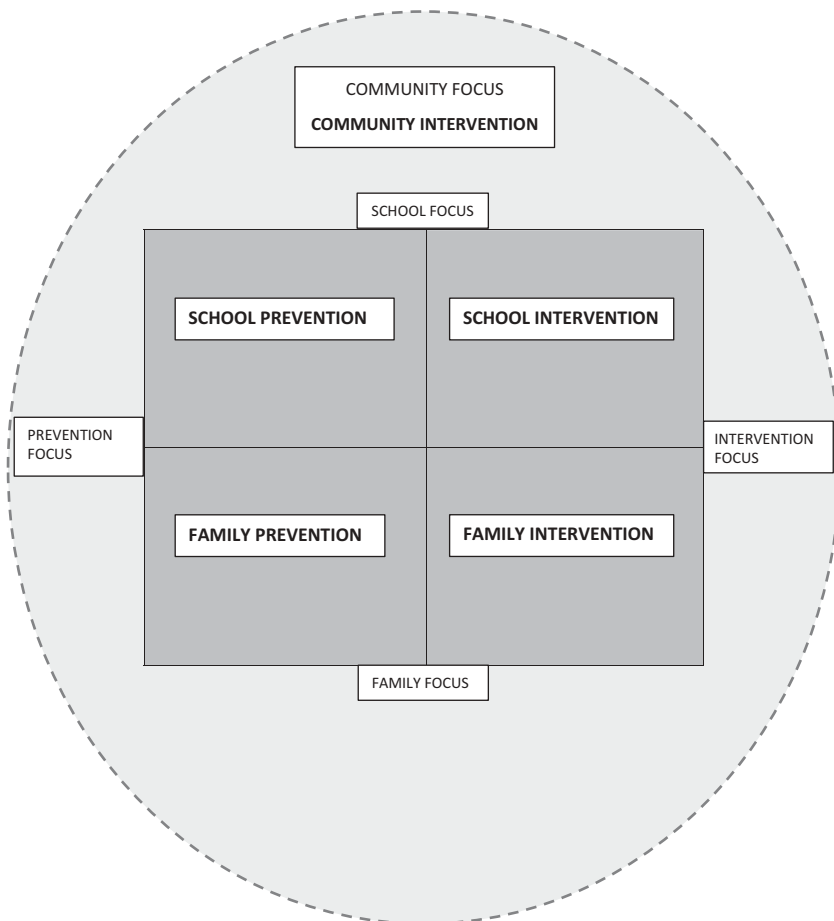 COMMUNITY FOCUS
COMMUNITY INTERVENTION
SCHOOL FOCUS
SCHOOL PREVENTION
SCHOOL INTERVENTION
PREVENTION
FOCUS
INTERVENTION
FOCUS
FAMILY PREVENTION
FAMILY INTERVENTION
FAMILY FOCUS